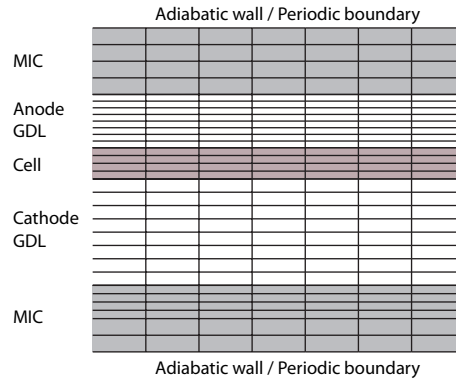 Adiabatic wall / Periodic boundary
MIC
Anode
GDL
Cell
Cathode
GDL
MIC
Adiabatic wall / Periodic boundary